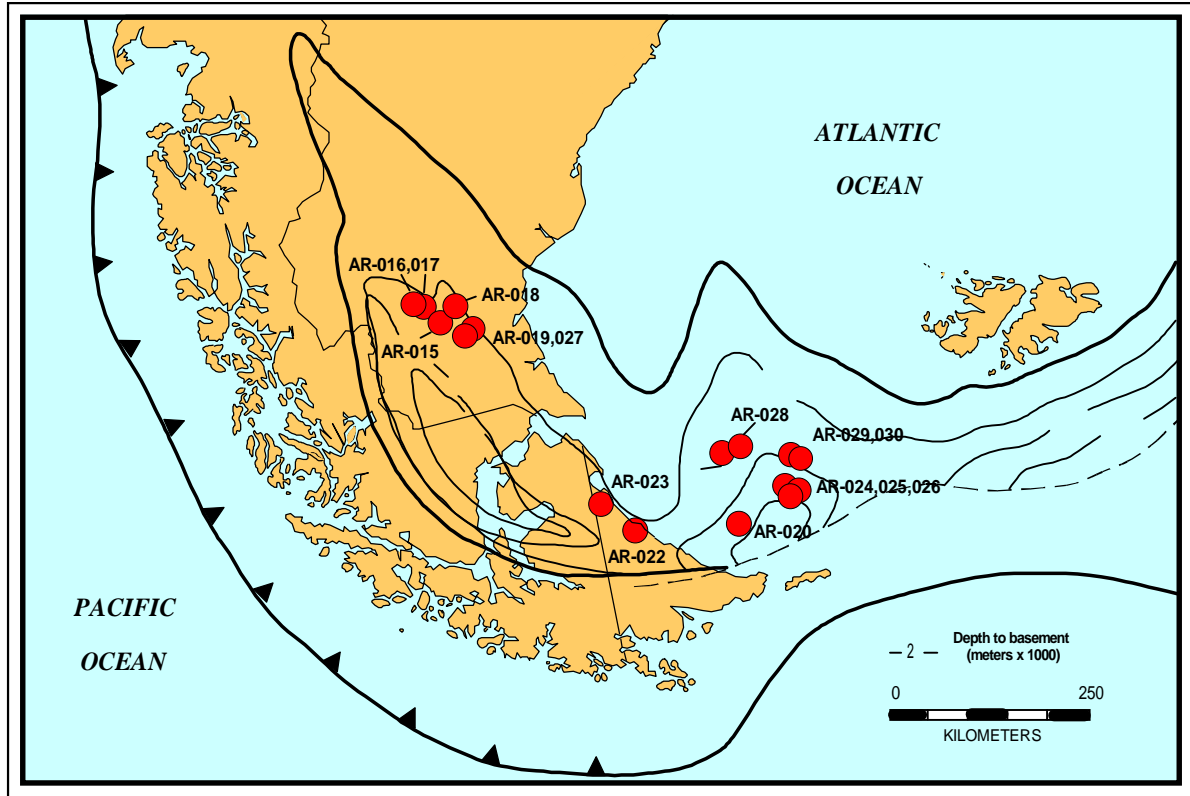 ATLANTIC
OCEAN
AR-016,017
AR-018
AR-019,027
AR-015
AR-028
AR-029,030
AR-023
AR-024,025,026
AR-020
AR-022
PACIFIC
OCEAN
2
Depth to basement
(meters x 1000)
0 250
KILOMETERS